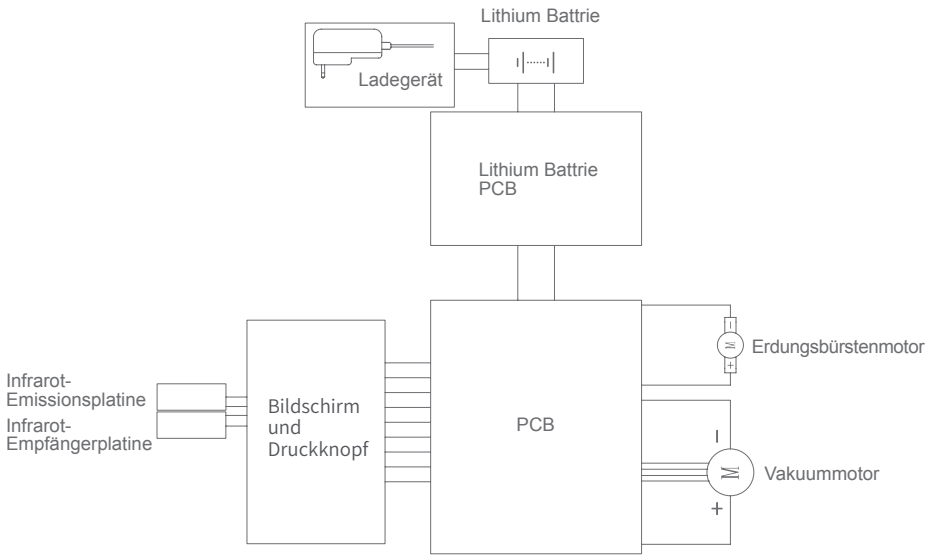 Lithium Battrie
Ladegerät
Lithium Battrie
PCB
- M +
Erdungsbürstenmotor
Infrarot-
Emissionsplatine
Infrarot-
Empfängerplatine
Bildschirm
und
Druckknopf
PCB
-
M
+
Vakuummotor